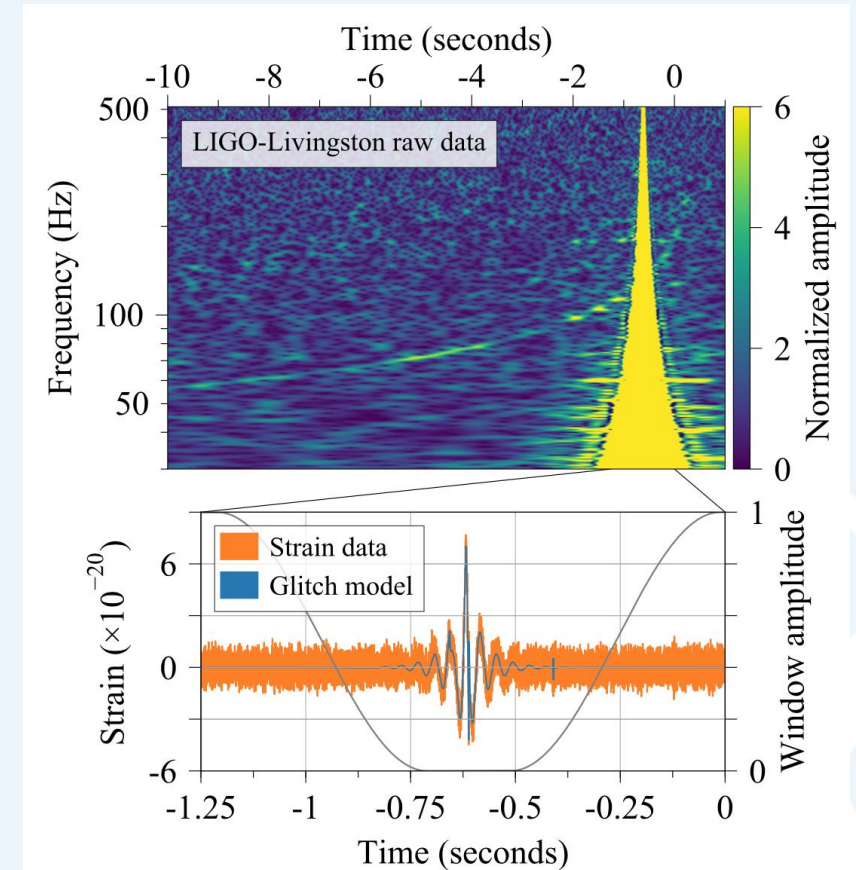 Time (seconds)
-10 -8 -6 -4 -2 0
500
100
50
Frequency (Hz)
LIGO-Livingston raw data
6
4
2
0
Normalized amplitude
Strain data
Glitch model
6
0
-6
Strain (×10⁻²⁰)
1
0
Window amplitude
-1.25 -1 -0.75 -0.5 -0.25 0
Time (seconds)